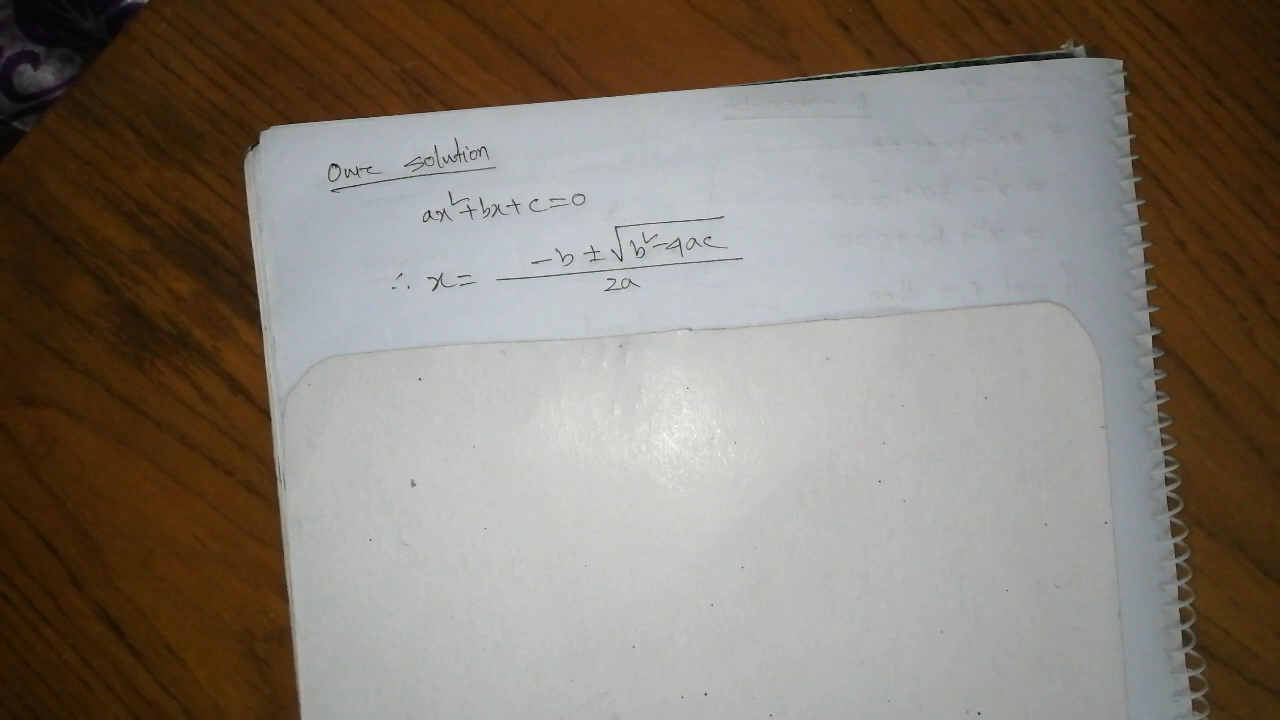 Our solution
ax²+bx+c=0
∴ x= (-b ± √(b²-4ac))/2a